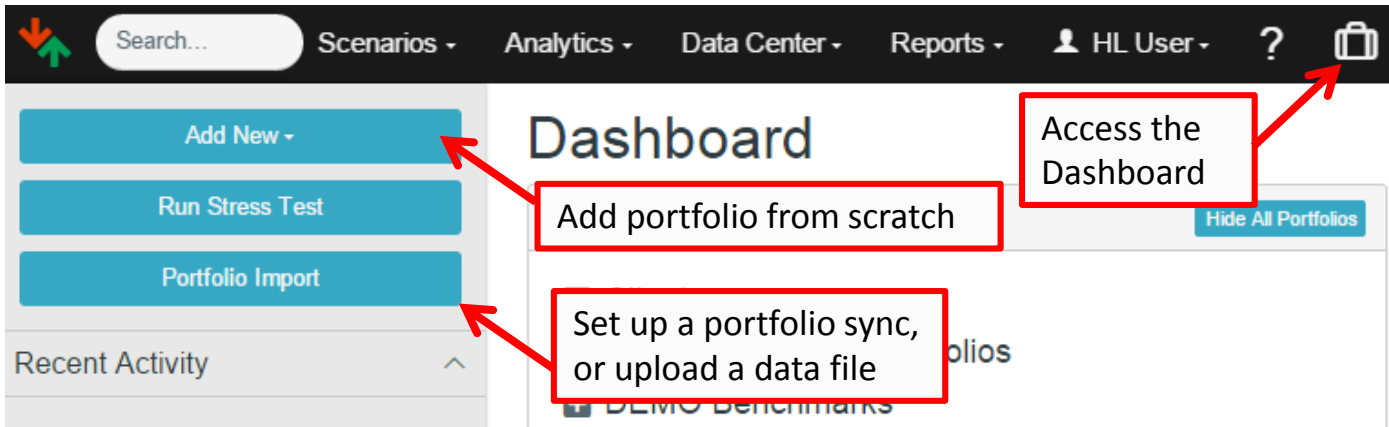 Search... Scenarios Analytics Data Center Reports HL User ?
Add New
Run Stress Test
Portfolio Import
Recent Activity
Dashboard
Access the
Dashboard
Add portfolio from scratch
Hide All Portfolios
Set up a portfolio sync,
or upload a data file
DEMO Benchmarks